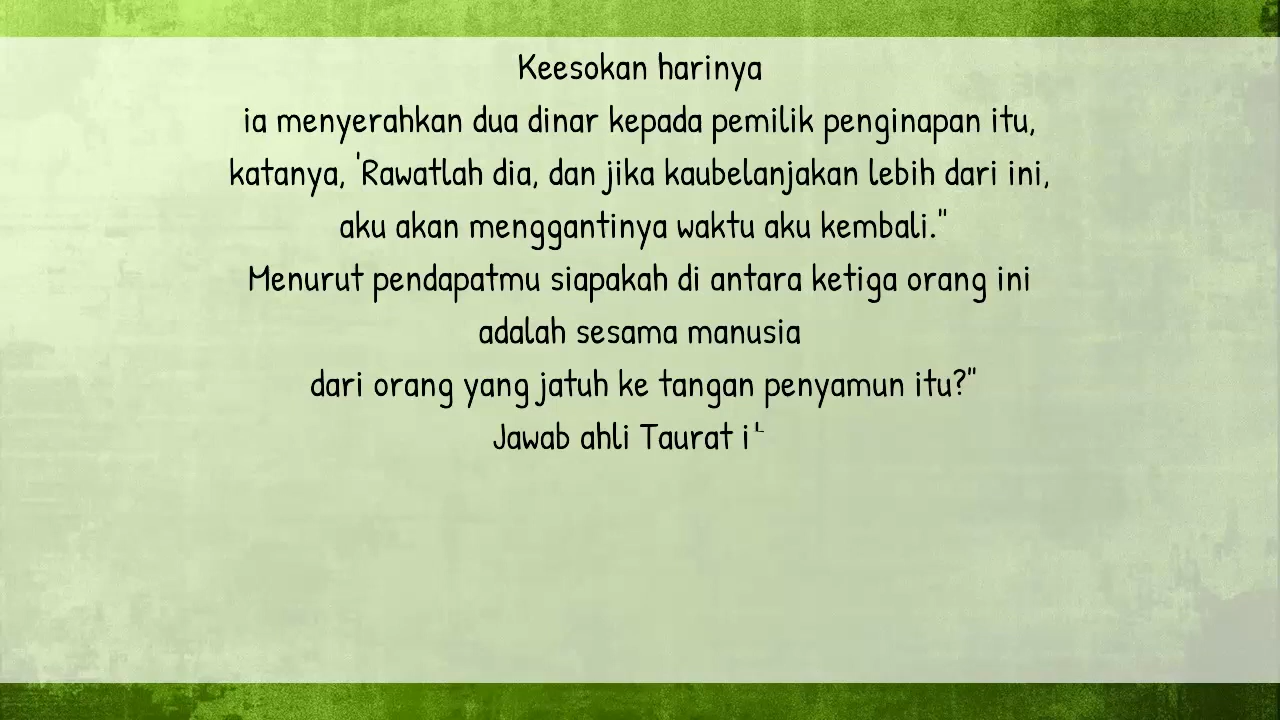 Keesokan harinya
ia menyerahkan dua dinar kepada pemilik penginapan itu,
katanya, 'Rawatlah dia, dan jika kaubelanjakan lebih dari ini,
aku akan menggantinya waktu aku kembali."
Menurut pendapatmu siapakah di antara ketiga orang ini
adalah sesama manusia
dari orang yang jatuh ke tangan penyamun itu?"
Jawab ahli Taurat